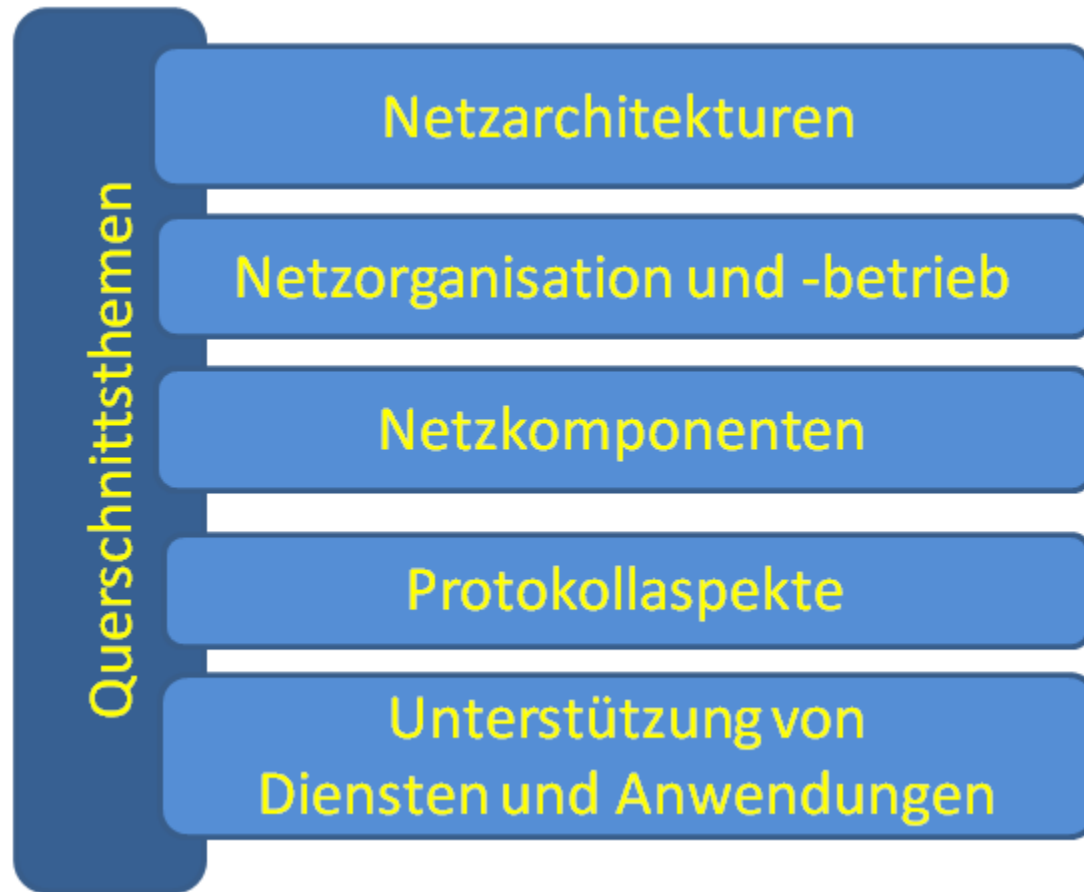 Querschnittsthemen
Netzarchitekturen
Netzorganisation und -betrieb
Netzkomponenten
Protokollaspekte
Unterstützung von
Diensten und Anwendungen